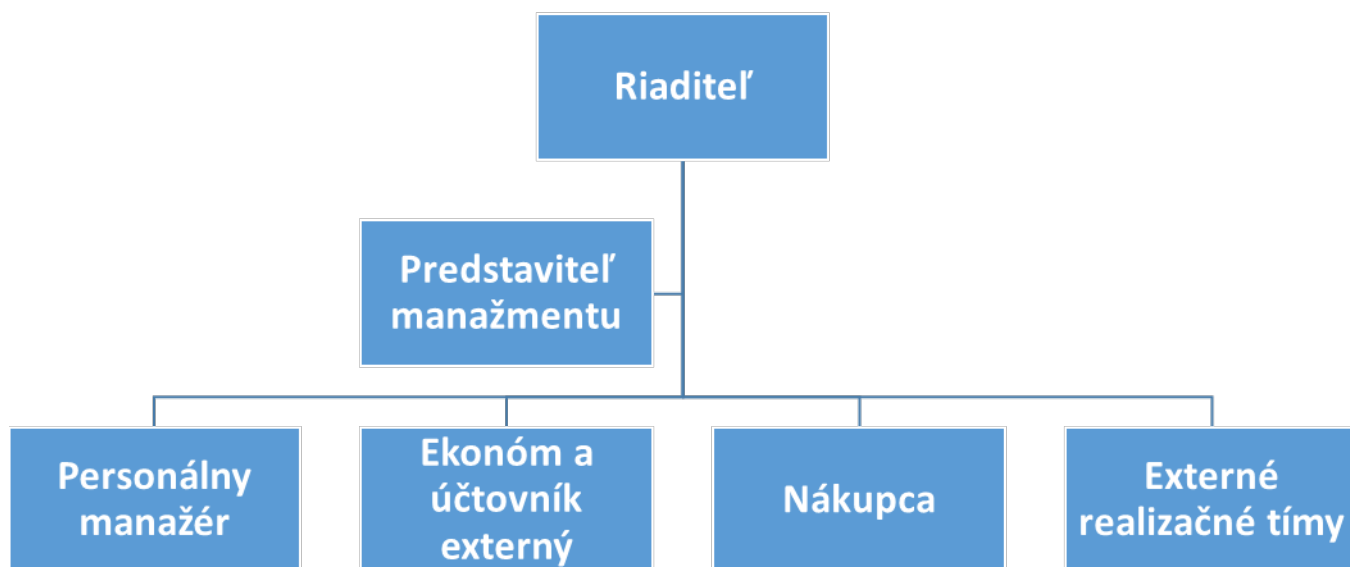 Riaditeľ
Predstaviteľ
manažmentu
Personálny
manažér
Ekonóm a
účtovník
externý
Nákupca
Externé
realizačné tímy